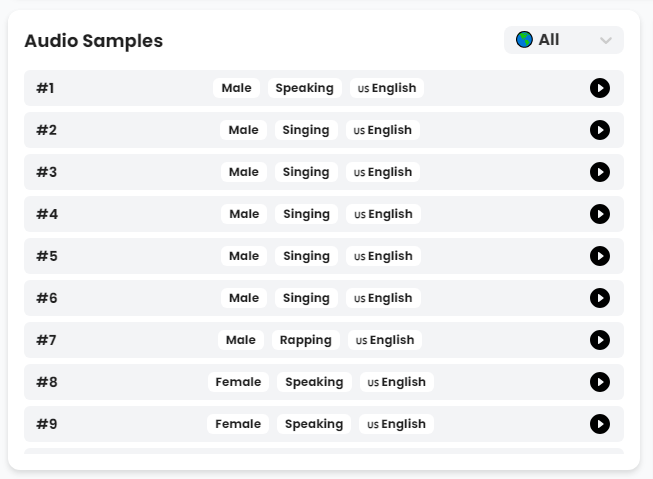 Audio Samples All
#1 Male Speaking US English
#2 Male Singing US English
#3 Male Singing US English
#4 Male Singing US English
#5 Male Singing US English
#6 Male Singing US English
#7 Male Rapping US English
#8 Female Speaking US English
#9 Female Speaking US English